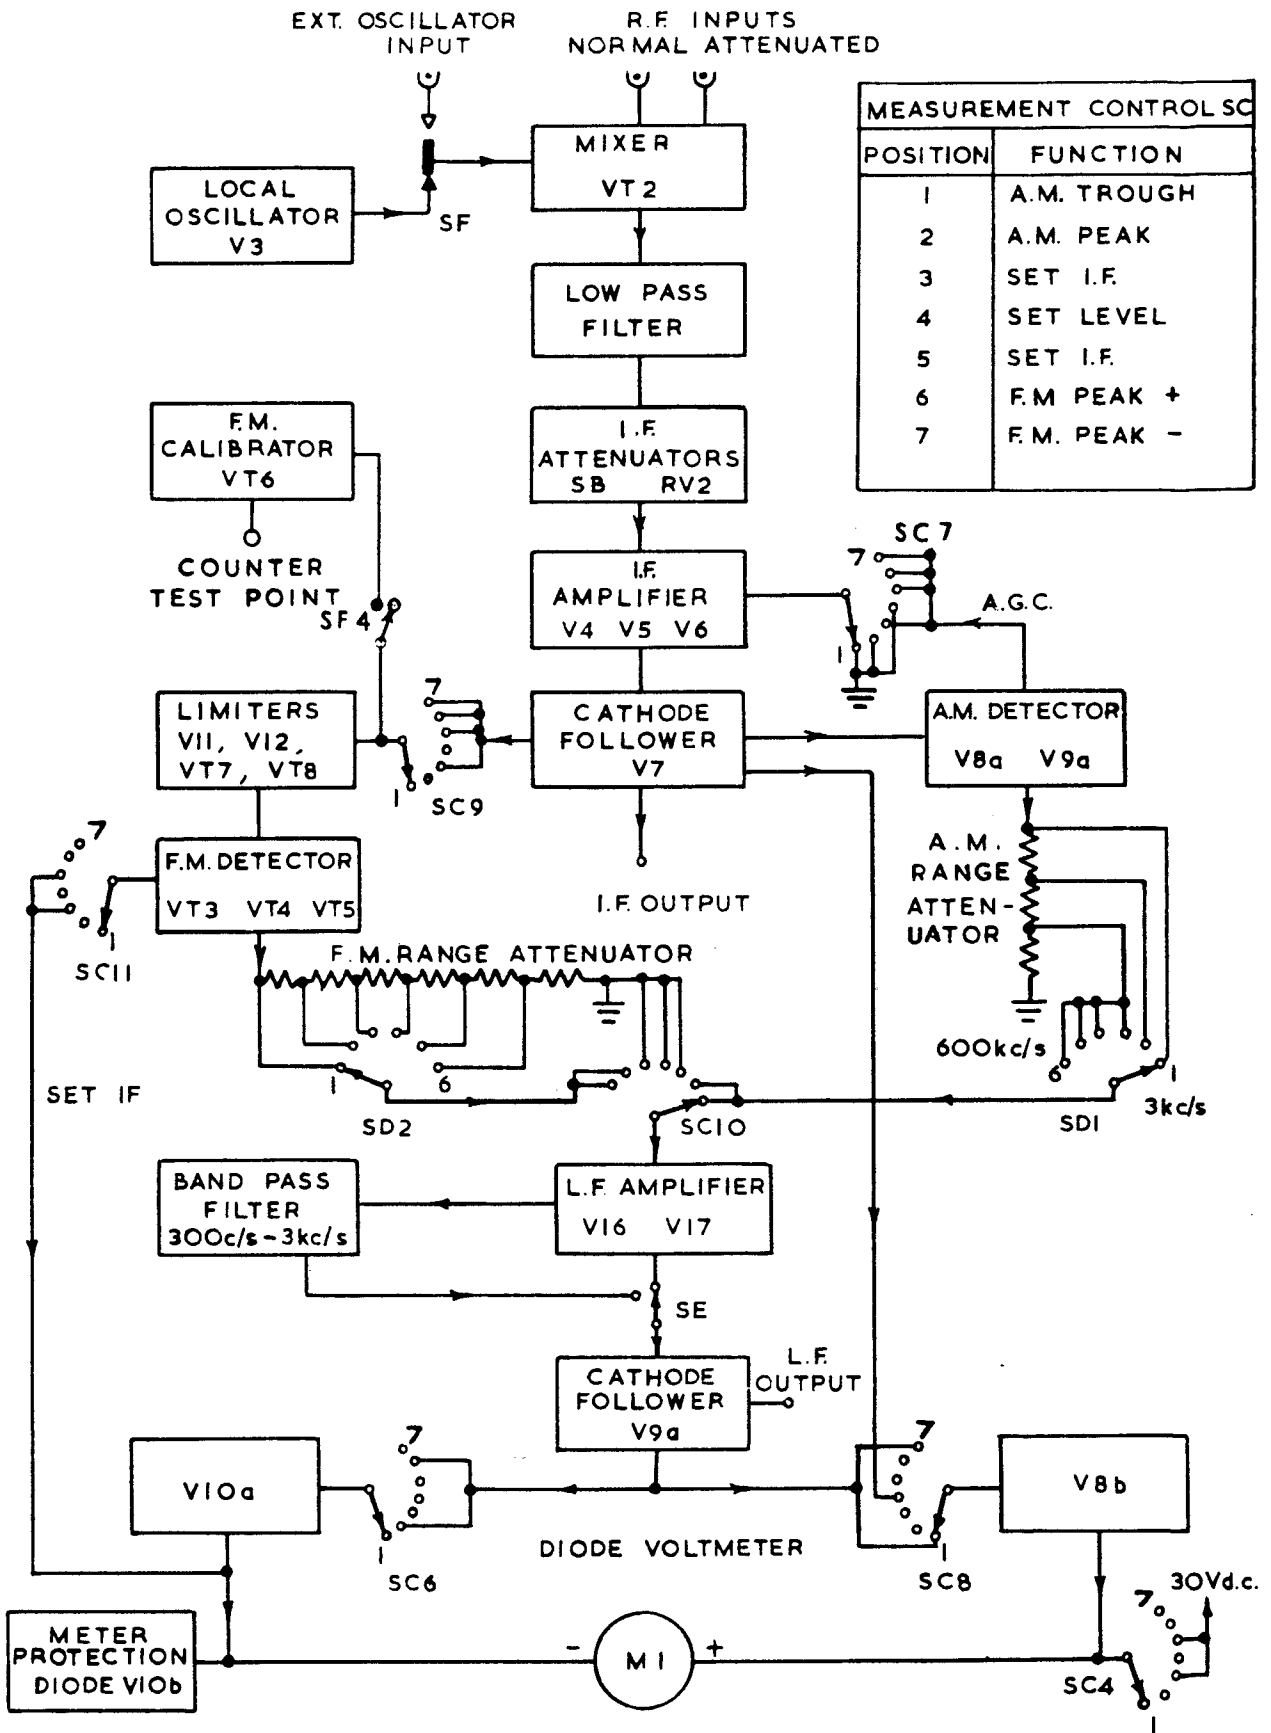 EXT. OSCILLATOR
INPUT
R.F. INPUTS
NORMAL ATTENUATED
MEASUREMENT CONTROL SC
POSITION FUNCTION
1 A.M. TROUGH
2 A.M. PEAK
3 SET I.F.
4 SET LEVEL
5 SET I.F.
6 F.M PEAK +
7 F.M. PEAK -
MIXER
VT2
LOCAL
OSCILLATOR
V3
SF
LOW PASS
FILTER
F.M.
CALIBRATOR
VT6
I.F.
ATTENUATORS
SB RV2
COUNTER
TEST POINT
SF4
I.F.
AMPLIFIER
V4 V5 V6
SC7
7
1
A.G.C.
LIMITERS
V11, V12,
VT7, VT8
7
1
SC9
CATHODE
FOLLOWER
V7
A.M. DETECTOR
V8a V9a
I.F. OUTPUT
A.M.
RANGE
ATTEN-
UATOR
7
1
SC11
F.M. DETECTOR
VT3 VT4 VT5
F.M. RANGE ATTENUATOR
600kc/s
6
1
3kc/s
SD1
SET IF
1
6
SD2
SC10
BAND PASS
FILTER
300c/s-3kc/s
L.F. AMPLIFIER
V16 V17
SE
CATHODE
FOLLOWER
V9a
L.F.
OUTPUT
V10a
7
1
SC6
DIODE VOLTMETER
7
1
SC8
V8b
30Vd.c.
METER
PROTECTION
DIODE V10b
-
M1
+
SC4
7
1